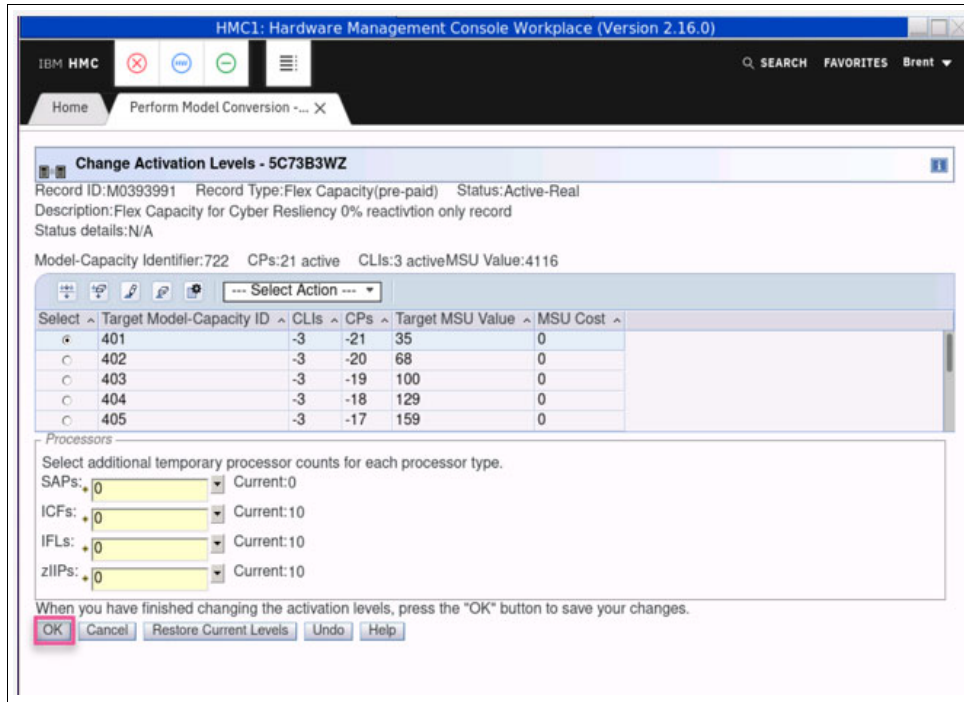 HMC1: Hardware Management Console Workplace (Version 2.16.0)
IBM HMC SEARCH FAVORITES Brent
Home Perform Model Conversion -... X
Change Activation Levels - 5C73B3WZ
Record ID:M0393991 Record Type:Flex Capacity(pre-paid) Status:Active-Real
Description:Flex Capacity for Cyber Resliency 0% reactivtion only record
Status details:N/A
Model-Capacity Identifier:722 CPs:21 active CLIs:3 activeMSU Value:4116
--- Select Action ---
Select Target Model-Capacity ID CLIs CPs Target MSU Value MSU Cost
401 -3 -21 35 0
402 -3 -20 68 0
403 -3 -19 100 0
404 -3 -18 129 0
405 -3 -17 159 0
Processors
Select additional temporary processor counts for each processor type.
SAPs: 0 Current:0
ICFs: 0 Current:10
IFLs: 0 Current:10
zIIPs: 0 Current:10
When you have finished changing the activation levels, press the "OK" button to save your changes.
OK Cancel Restore Current Levels Undo Help